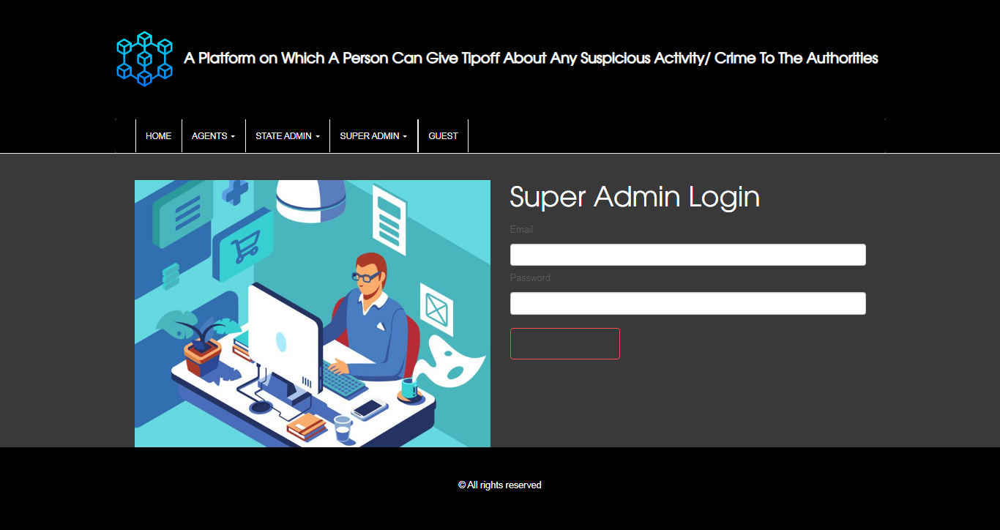 A Platform on Which A Person Can Give Tipoff About Any Suspicious Activity/ Crime To The Authorities
HOME AGENTS STATE ADMIN SUPER ADMIN GUEST
Super Admin Login
Email
Password
© All rights reserved